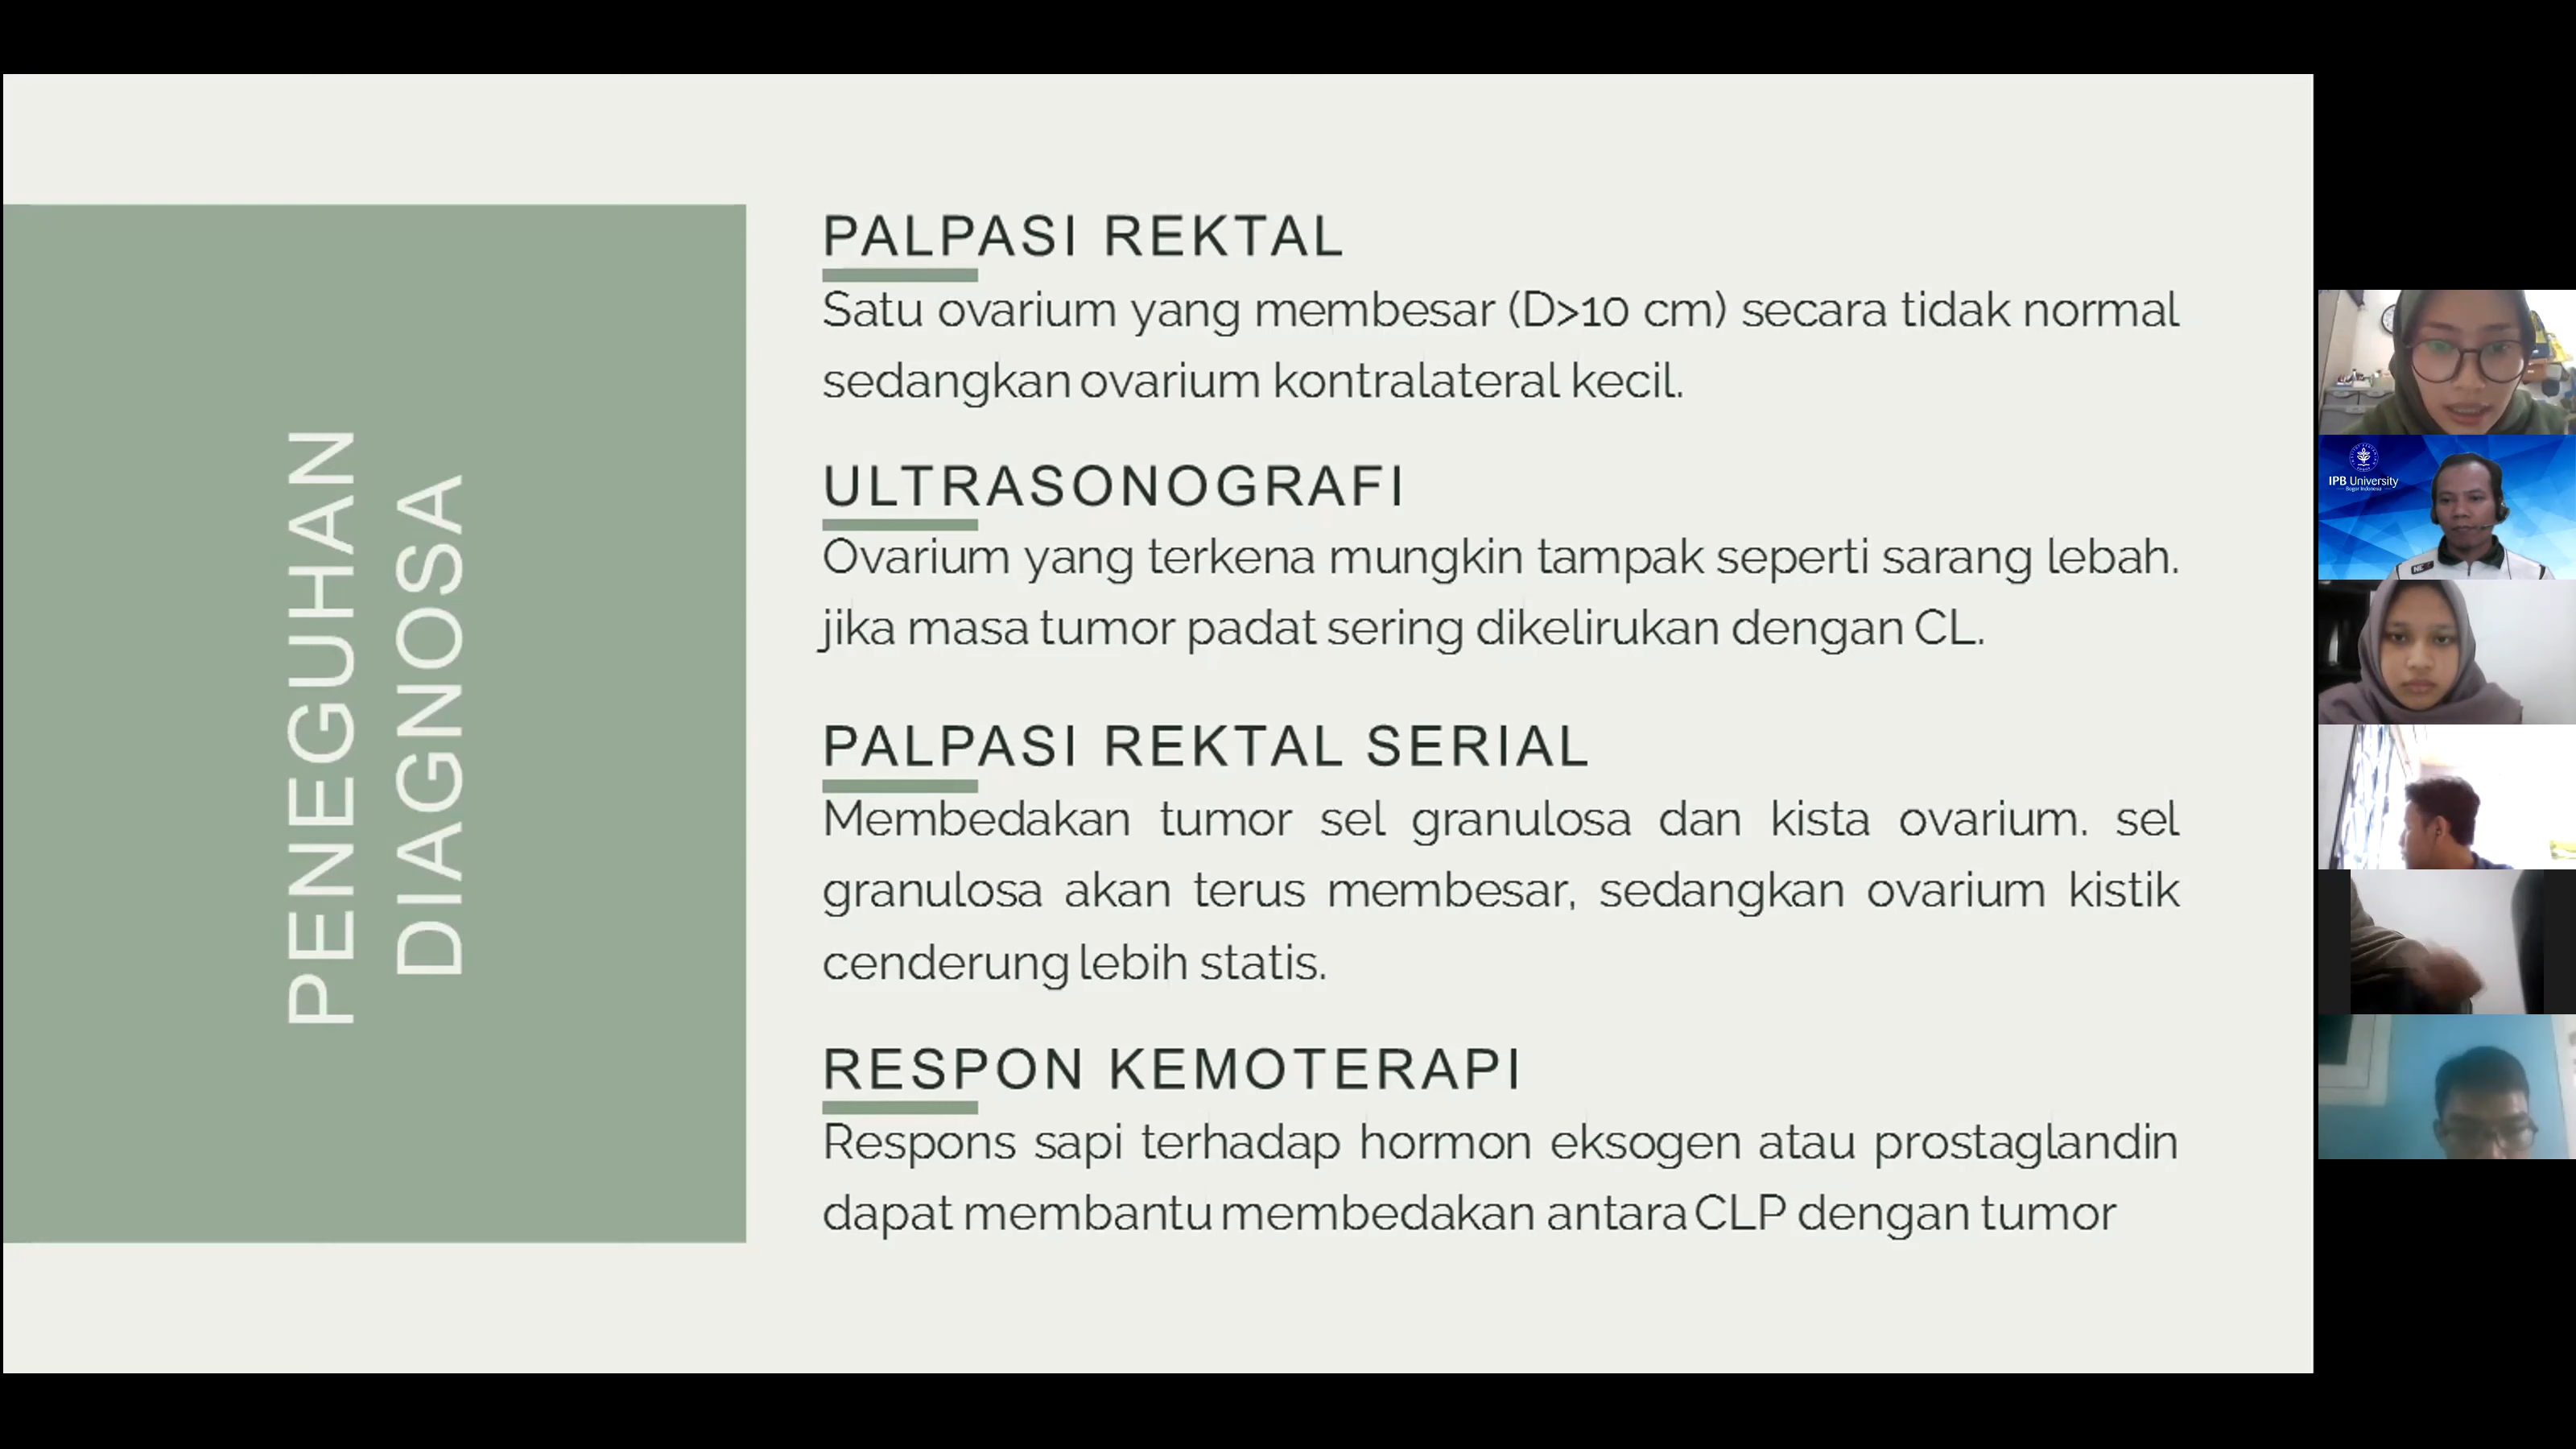 PENEGUHAN
DIAGNOSA
PALPASI REKTAL
Satu ovarium yang membesar (D>10 cm) secara tidak normal
sedangkan ovarium kontralateral kecil.
ULTRASONOGRAFI
Ovarium yang terkena mungkin tampak seperti sarang lebah.
jika masa tumor padat sering dikelirukan dengan CL.
PALPASI REKTAL SERIAL
Membedakan tumor sel granulosa dan kista ovarium. sel
granulosa akan terus membesar, sedangkan ovarium kistik
cenderung lebih statis.
RESPON KEMOTERAPI
Respons sapi terhadap hormon eksogen atau prostaglandin
dapat membantu membedakan antara CLP dengan tumor
IPB University
Bogor Indonesia